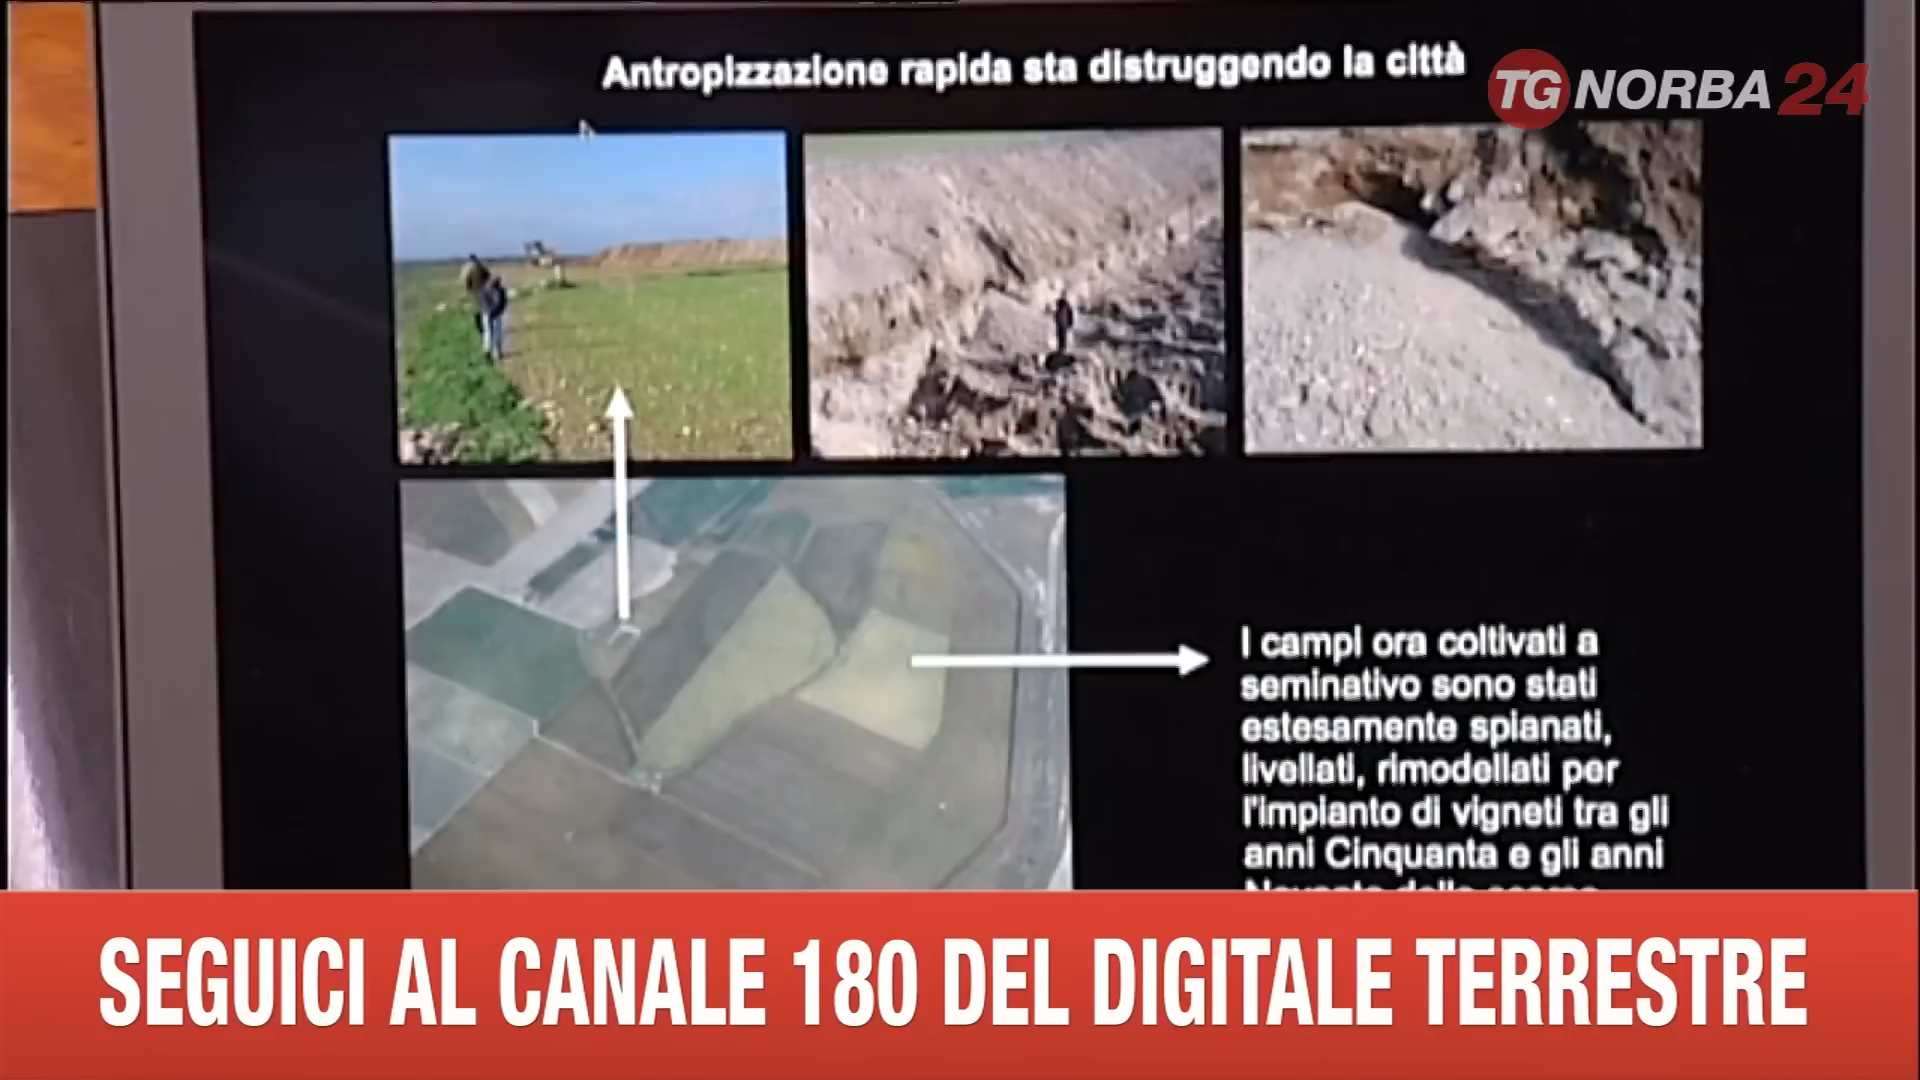 Antropizzazione rapida sta distruggendo la città
TG NORBA 24
I campi ora coltivati a
seminativo sono stati
estesamente spianati,
livellati, rimodellati per
l'impianto di vigneti tra gli
anni Cinquanta e gli anni
SEGUICI AL CANALE 180 DEL DIGITALE TERRESTRE